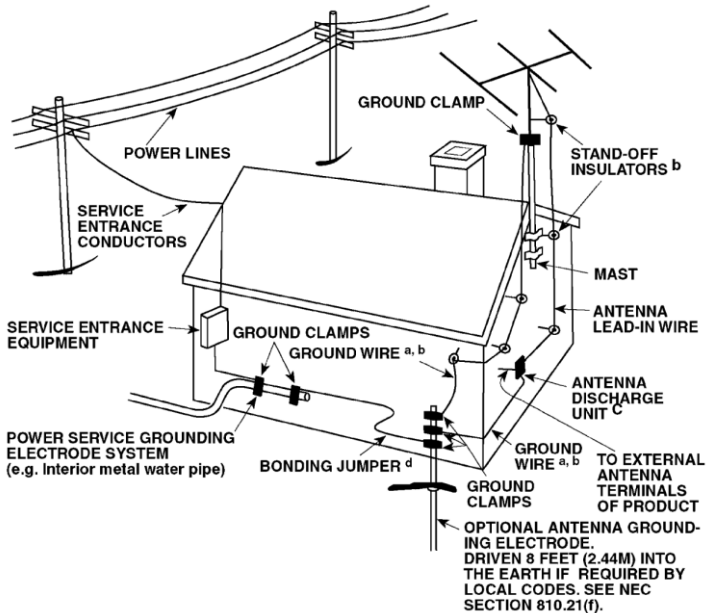 GROUND CLAMP
POWER LINES
STAND-OFF
INSULATORS b
SERVICE
ENTRANCE
CONDUCTORS
MAST
ANTENNA
LEAD-IN WIRE
SERVICE ENTRANCE
EQUIPMENT
GROUND CLAMPS
GROUND WIRE a, b
ANTENNA
DISCHARGE
UNIT C
POWER SERVICE GROUNDING
ELECTRODE SYSTEM
(e.g. Interior metal water pipe)
BONDING JUMPER d
GROUND
WIRE a, b
TO EXTERNAL
ANTENNA
TERMINALS
OF PRODUCT
GROUND
CLAMPS
OPTIONAL ANTENNA GROUND-
ING ELECTRODE.
DRIVEN 8 FEET (2.44M) INTO
THE EARTH IF REQUIRED BY
LOCAL CODES. SEE NEC
SECTION 810.21(f).